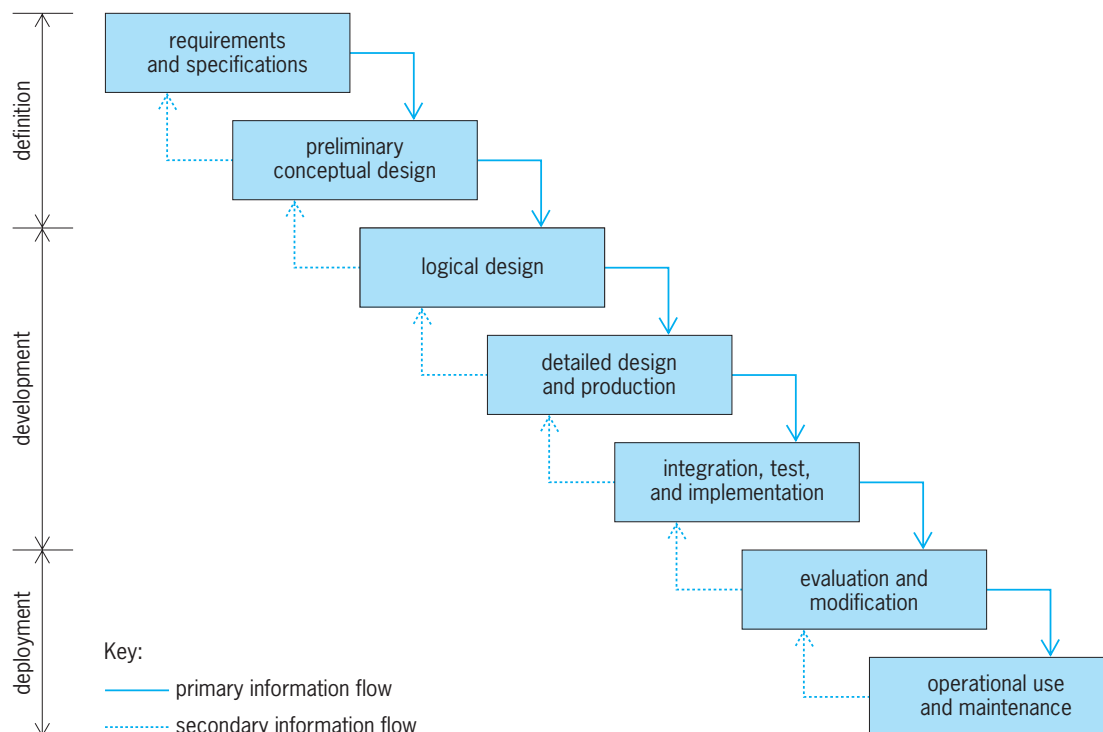 definition
requirements
and specifications
preliminary
conceptual design
development
logical design
detailed design
and production
integration, test,
and implementation
deployment
evaluation and
modification
operational use
and maintenance
Key:
primary information flow
secondary information flow